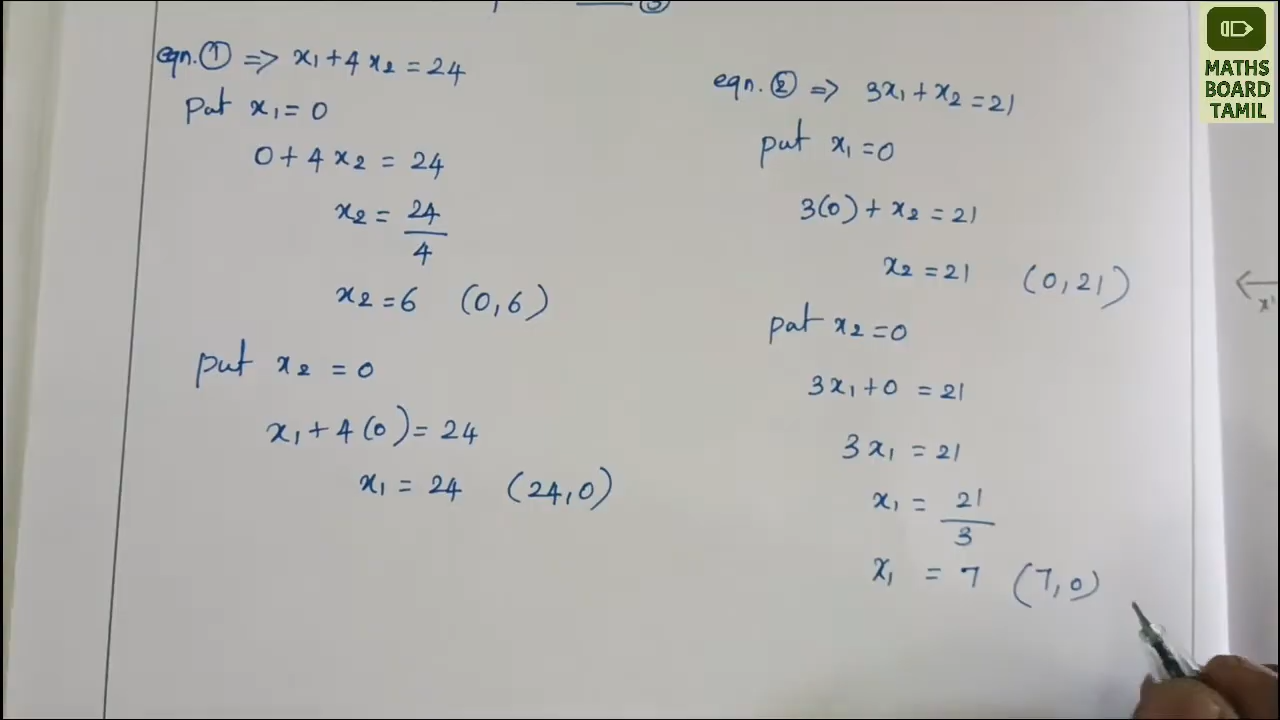 ③
eqn. ① => x₁ + 4x₂ = 24
put x₁ = 0
0 + 4x₂ = 24
x₂ = 24/4
x₂ = 6 (0,6)
put x₂ = 0
x₁ + 4(0) = 24
x₁ = 24 (24,0)
eqn. ② => 3x₁ + x₂ = 21
put x₁ = 0
3(0) + x₂ = 21
x₂ = 21 (0,21)
put x₂ = 0
3x₁ + 0 = 21
3x₁ = 21
x₁ = 21/3
x₁ = 7 (7,0)
MATHS
BOARD
TAMIL